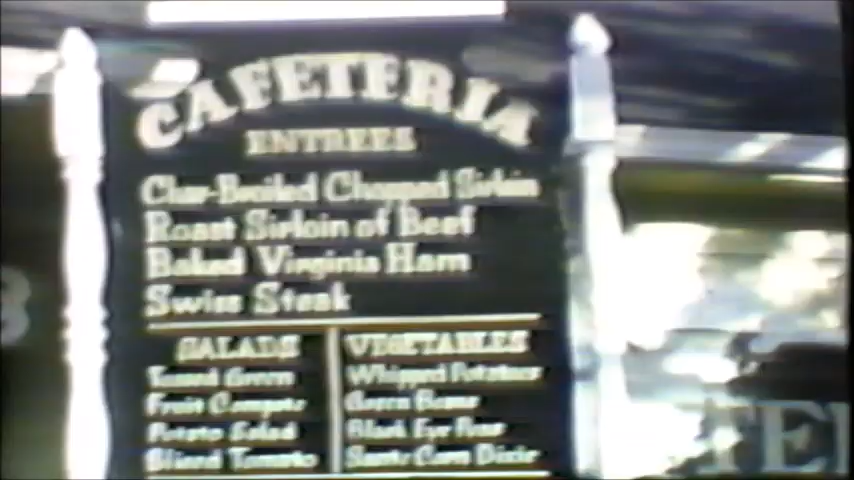 CAFETERIA
ENTREES
Char-Broiled Chopped Sirloin
Roast Sirloin of Beef
Baked Virginia Ham
Swiss Steak
SALADS
Tossed Green
Fruit Compote
Potato Salad
Sliced Tomato
VEGETABLES
Whipped Potatoes
Green Beans
Black Eye Peas
Corn Dixie